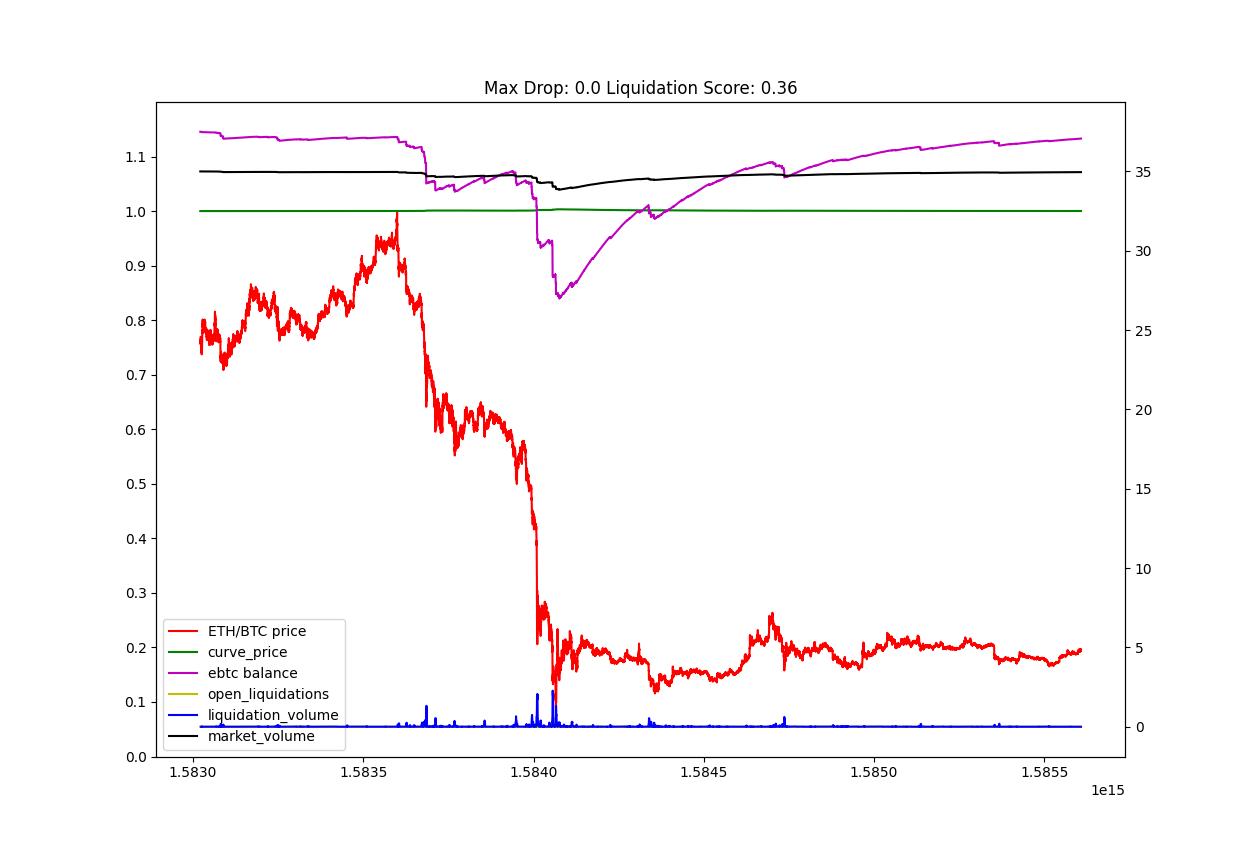 Max Drop: 0.0 Liquidation Score: 0.36
1.1
1.0
0.9
0.8
0.7
0.6
0.5
0.4
0.3
0.2
0.1
0.0
35
30
25
20
15
10
5
0
ETH/BTC price
curve_price
ebtc balance
open_liquidations
liquidation_volume
market_volume
1.5830 1.5835 1.5840 1.5845 1.5850 1.5855
1e15